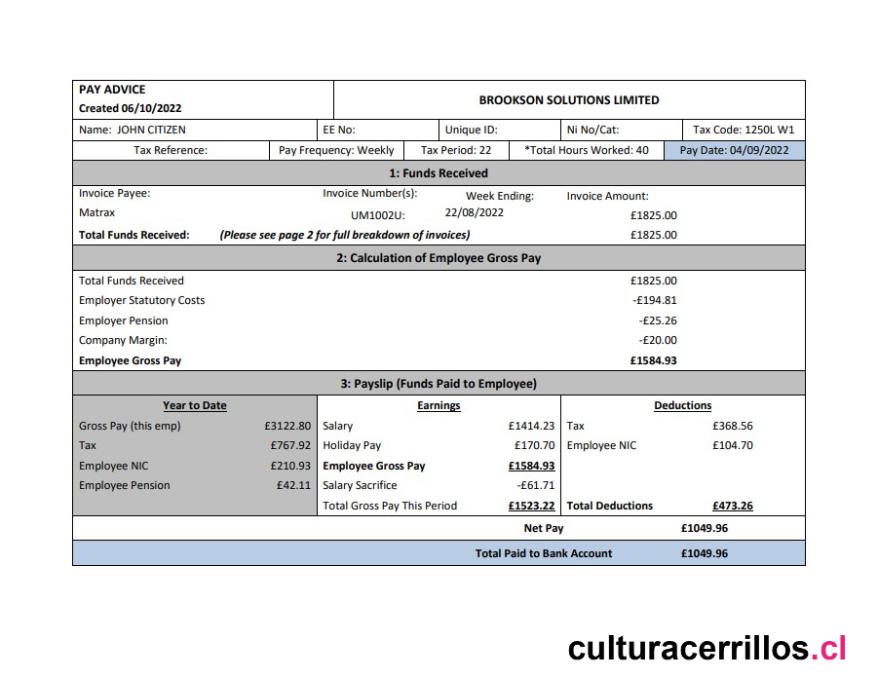 PAY ADVICE
Created 06/10/2022
BROOKSON SOLUTIONS LIMITED
Name: JOHN CITIZEN EE No: Unique ID: Ni No/Cat: Tax Code: 1250L W1
Tax Reference: Pay Frequency: Weekly Tax Period: 22 *Total Hours Worked: 40 Pay Date: 04/09/2022
1: Funds Received
Invoice Payee: Invoice Number(s): Week Ending: Invoice Amount:
Matrax UM1002U: 22/08/2022 £1825.00
Total Funds Received: (Please see page 2 for full breakdown of invoices) £1825.00
2: Calculation of Employee Gross Pay
Total Funds Received £1825.00
Employer Statutory Costs -£194.81
Employer Pension -£25.26
Company Margin: -£20.00
Employee Gross Pay £1584.93
3: Payslip (Funds Paid to Employee)
Year to Date Earnings Deductions
Gross Pay (this emp) £3122.80 Salary £1414.23 Tax £368.56
Tax £767.92 Holiday Pay £170.70 Employee NIC £104.70
Employee NIC £210.93 Employee Gross Pay £1584.93
Employee Pension £42.11 Salary Sacrifice -£61.71
Total Gross Pay This Period £1523.22 Total Deductions £473.26
Net Pay £1049.96
Total Paid to Bank Account £1049.96
culturacerrillos.cl